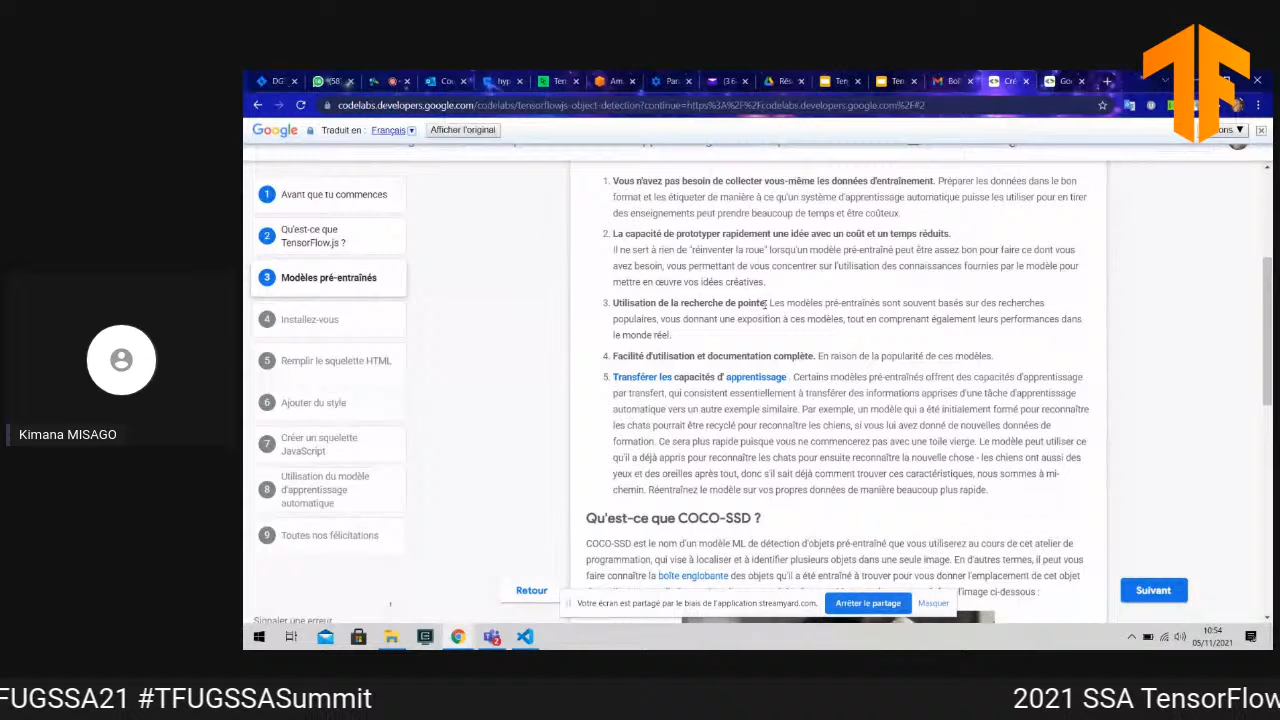 codelabs.developers.google.com/codelabs/tensorflowjs-object-detection?continue=https%3A%2F%2Fcodelabs.developers.google.com%2F#2
Google Traduit en : Français Afficher l'original
1 Avant que tu commences
2 Qu'est-ce que
TensorFlow.js ?
3 Modèles pré-entraînés
4 Installez-vous
5 Remplir le squelette HTML
6 Ajouter du style
7 Créer un squelette
JavaScript
8 Utilisation du modèle
d'apprentissage
automatique
9 Toutes nos félicitations
Signaler une erreur
1. Vous n'avez pas besoin de collecter vous-même les données d'entraînement. Préparer les données dans le bon
format et les étiqueter de manière à ce qu'un système d'apprentissage automatique puisse les utiliser pour en tirer
des enseignements peut prendre beaucoup de temps et être coûteux.
2. La capacité de prototyper rapidement une idée avec un coût et un temps réduits.
Il ne sert à rien de "réinventer la roue" lorsqu'un modèle pré-entraîné peut être assez bon pour faire ce dont vous
avez besoin, vous permettant de vous concentrer sur l'utilisation des connaissances fournies par le modèle pour
mettre en œuvre vos idées créatives.
3. Utilisation de la recherche de pointe. Les modèles pré-entraînés sont souvent basés sur des recherches
populaires, vous donnant une exposition à ces modèles, tout en comprenant également leurs performances dans
le monde réel.
4. Facilité d'utilisation et documentation complète. En raison de la popularité de ces modèles.
5. Transférer les capacités d' apprentissage . Certains modèles pré-entraînés offrent des capacités d'apprentissage
par transfert, qui consistent essentiellement à transférer des informations apprises d'une tâche d'apprentissage
automatique vers un autre exemple similaire. Par exemple, un modèle qui a été initialement formé pour reconnaître
les chats pourrait être recyclé pour reconnaître les chiens, si vous lui avez donné de nouvelles données de
formation. Ce sera plus rapide puisque vous ne commencerez pas avec une toile vierge. Le modèle peut utiliser ce
qu'il a déjà appris pour reconnaître les chats pour ensuite reconnaître la nouvelle chose - les chiens ont aussi des
yeux et des oreilles après tout, donc s'il sait déjà comment trouver ces caractéristiques, nous sommes à mi-
chemin. Réentraînez le modèle sur vos propres données de manière beaucoup plus rapide.
Qu'est-ce que COCO-SSD ?
COCO-SSD est le nom d'un modèle ML de détection d'objets pré-entraîné que vous utiliserez au cours de cet atelier de
programmation, qui vise à localiser et à identifier plusieurs objets dans une seule image. En d'autres termes, il peut vous
faire connaître la boîte englobante des objets qu'il a été entraîné à trouver pour vous donner l'emplacement de cet objet
l'image ci-dessous :
Retour
Suivant
Votre écran est partagé par le biais de l'application streamyard.com. Arrêter le partage Masquer
10:54
05/11/2021
Kimana MISAGO
FUGSSA21 #TFUGSSASummit
2021 SSA TensorFlow